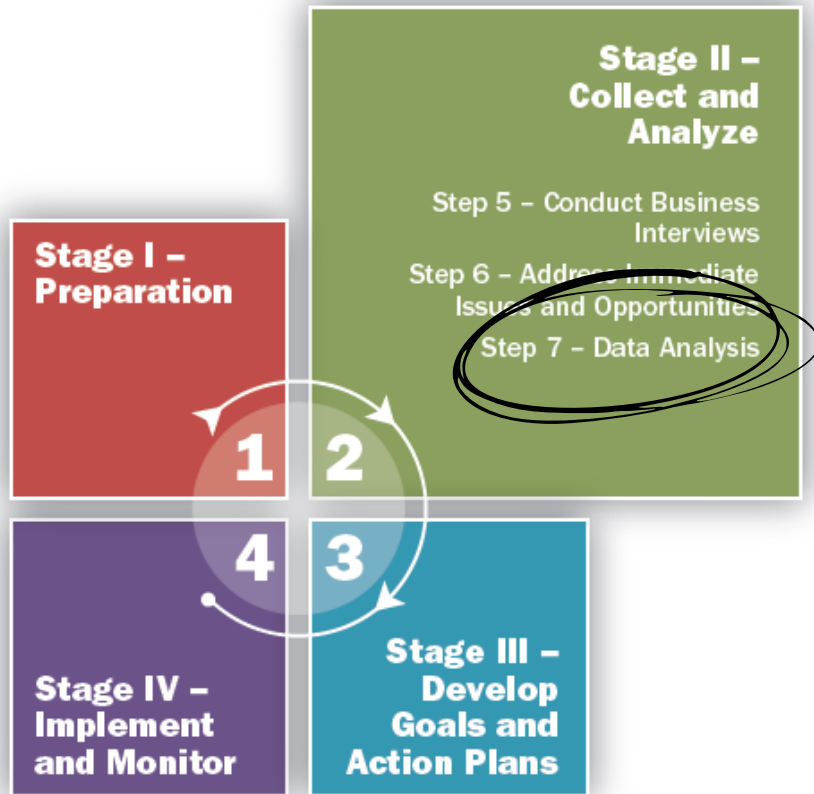 Stage I –
Preparation
Stage II –
Collect and
Analyze
Step 5 – Conduct Business
Interviews
Step 6 – Address Immediate
Issues and Opportunities
Step 7 – Data Analysis
1
2
4
3
Stage III –
Develop
Goals and
Action Plans
Stage IV –
Implement
and Monitor